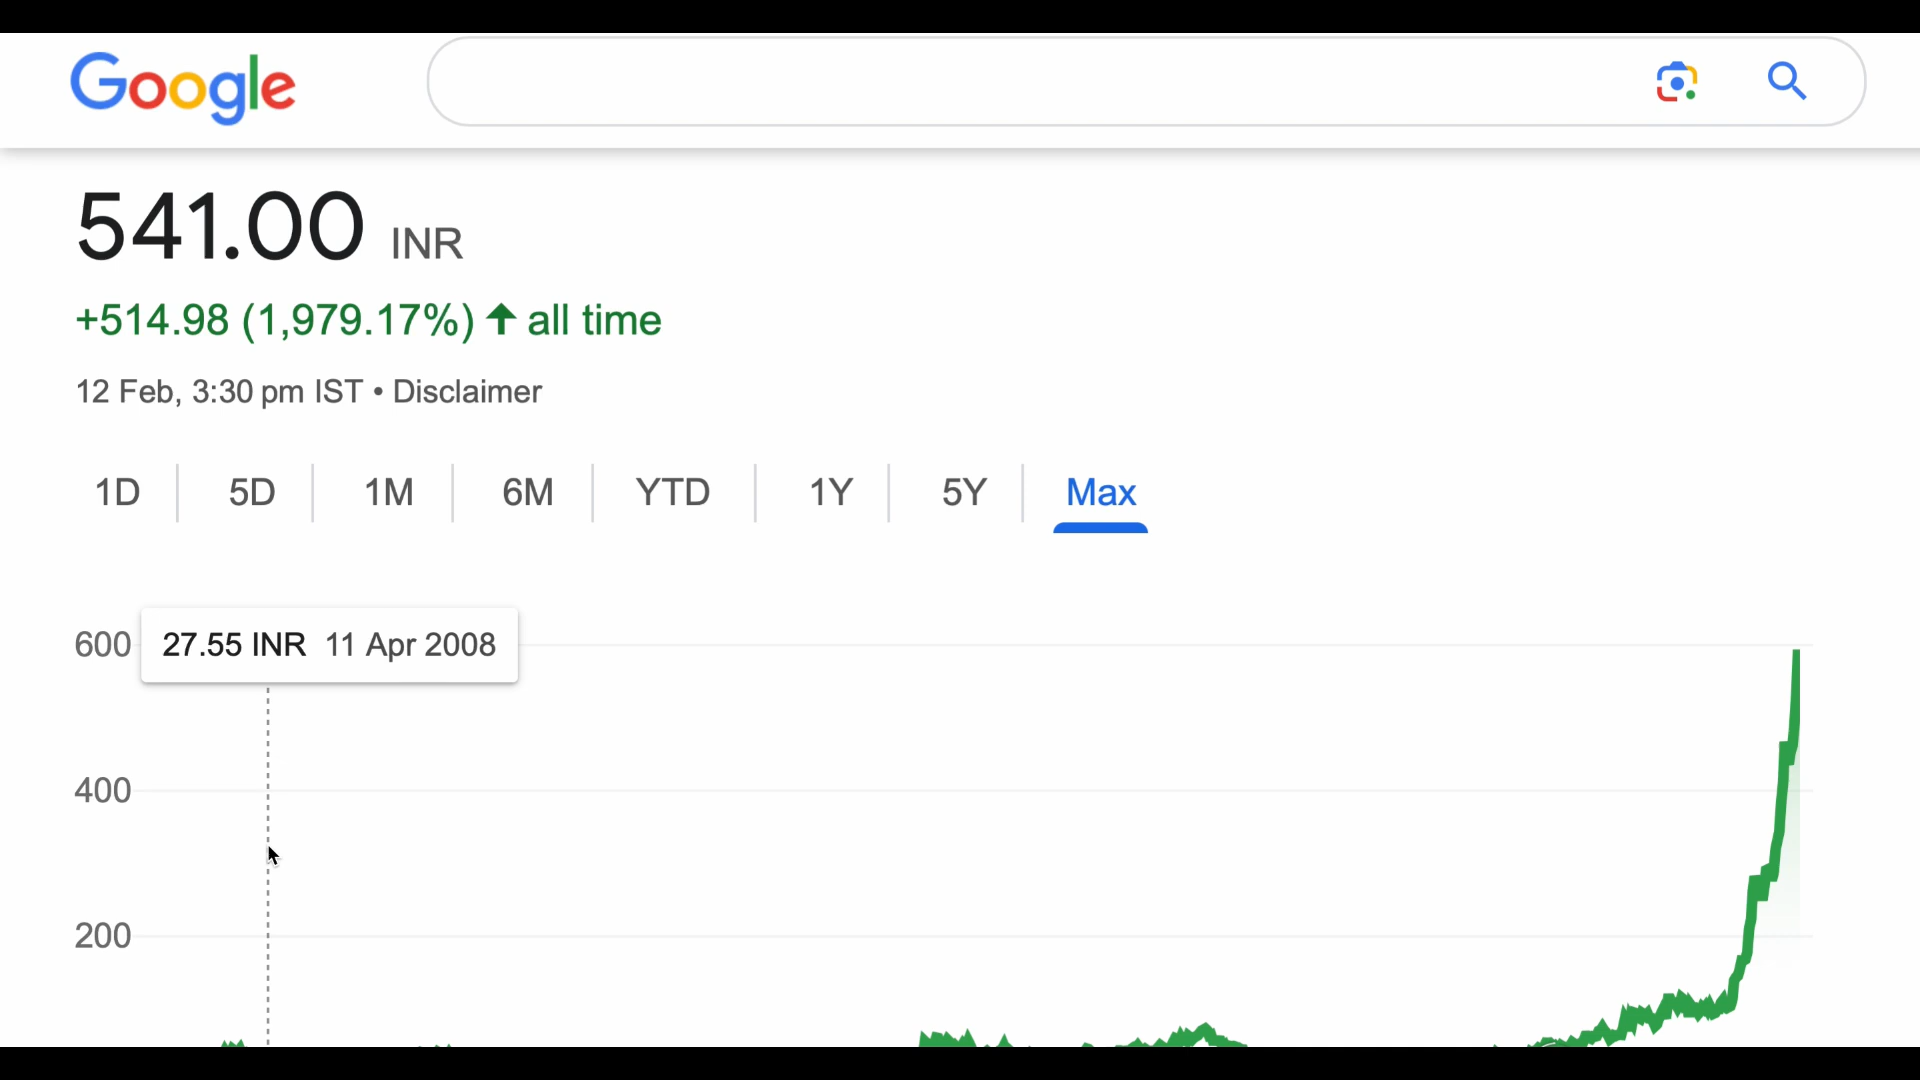 Google
541.00 INR
+514.98 (1,979.17%) ↑ all time
12 Feb, 3:30 pm IST • Disclaimer
1D 5D 1M 6M YTD 1Y 5Y Max
600 27.55 INR 11 Apr 2008
400
200